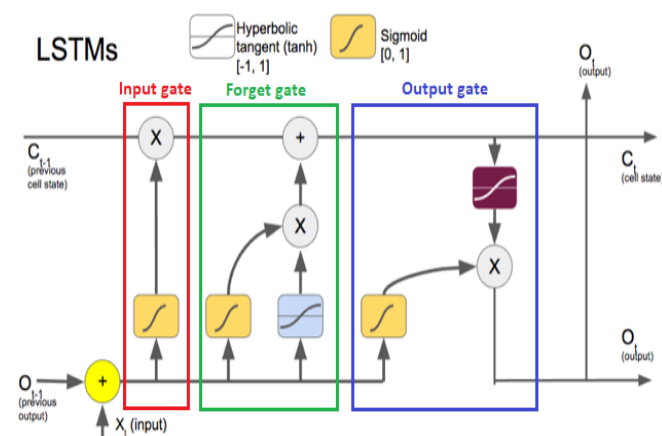 LSTMs
Hyperbolic
tangent (tanh)
[-1, 1]
Sigmoid
[0, 1]
Input gate
Forget gate
Output gate
O t
(output)
X
+
C t-1
(previous
cell state)
C t
(cell state)
X
X
O t-1
(previous
output)
+
X i (input)
O t
(output)